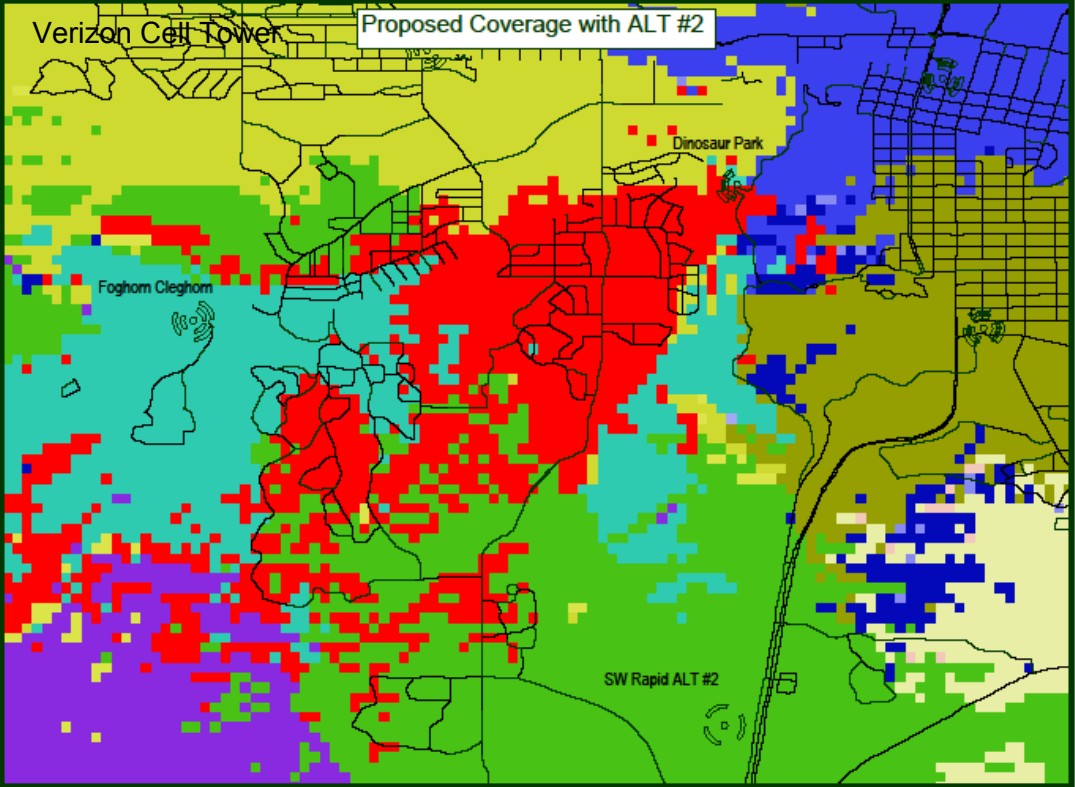 Verizon Cell Tower
Proposed Coverage with ALT #2
Dinosaur Park
Foghorn Cleghorn
SW Rapid ALT #2